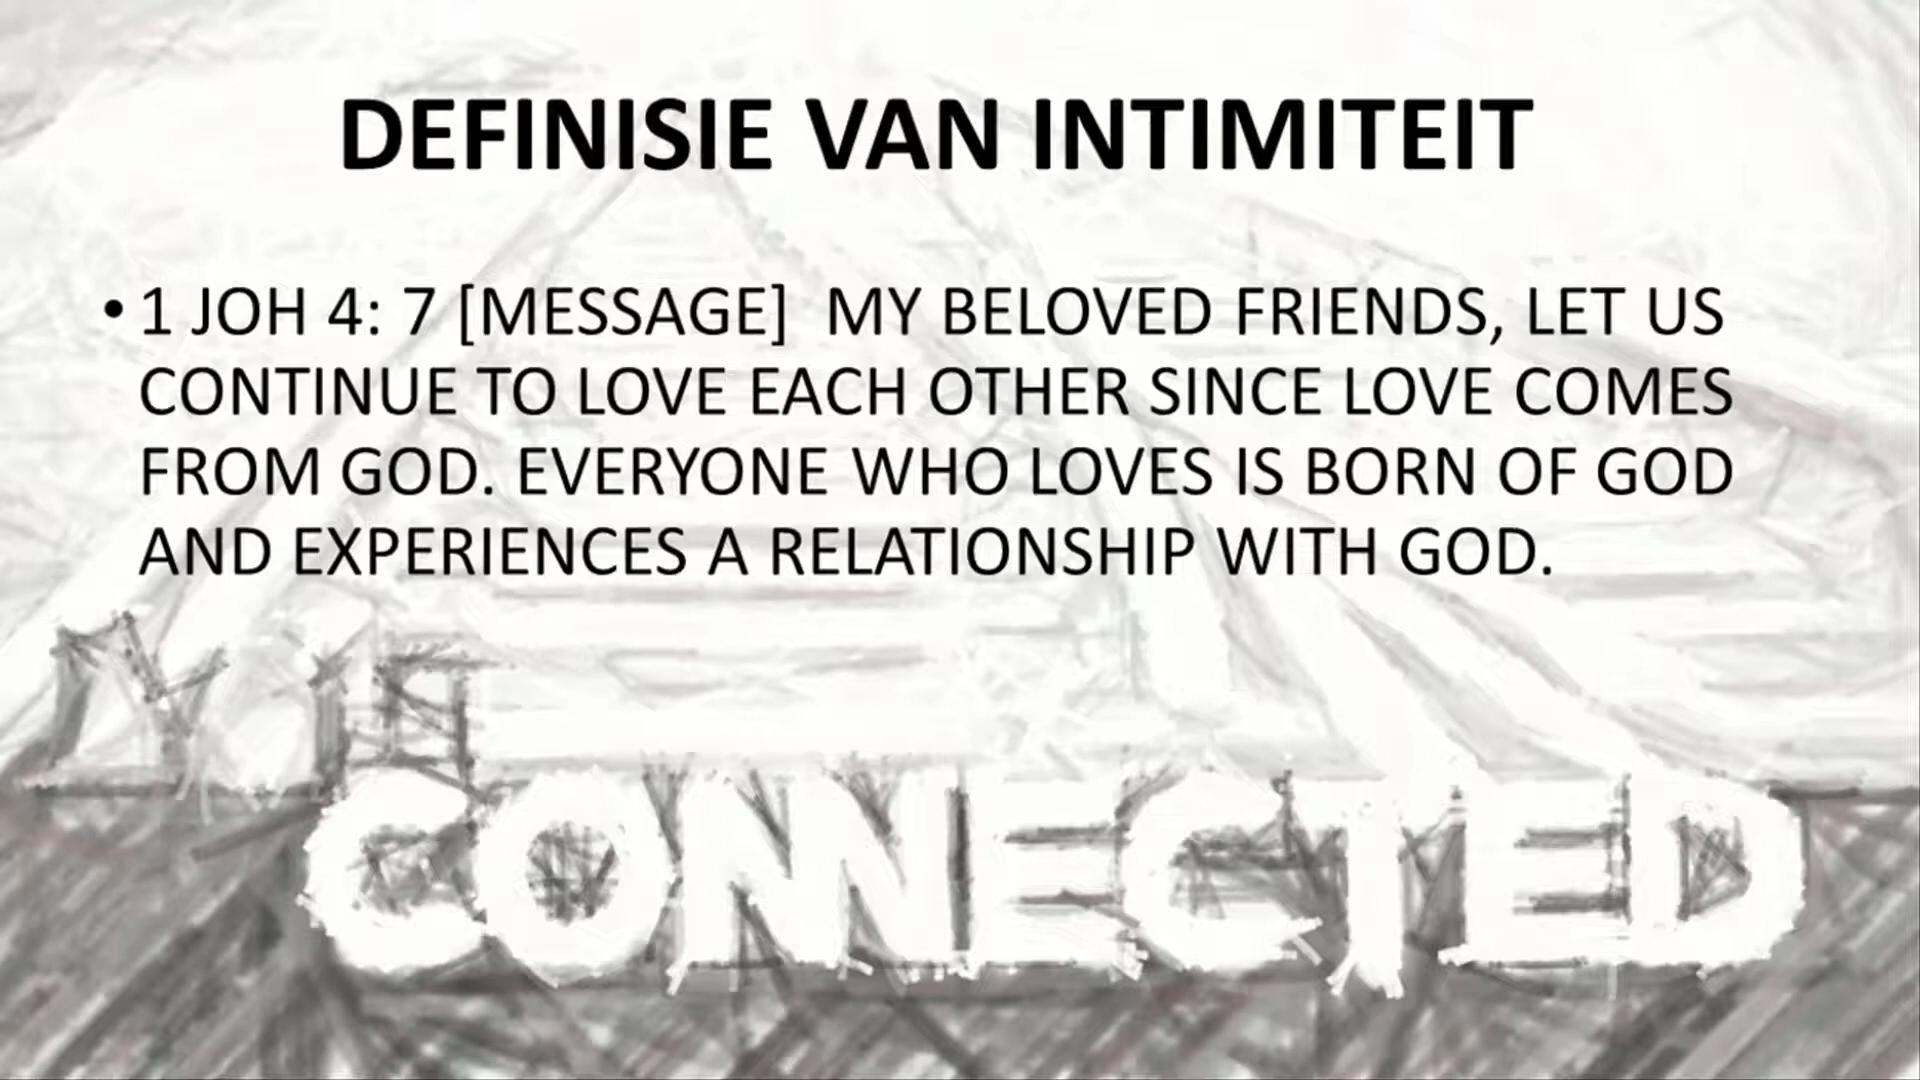 DEFINISIE VAN INTIMITEIT
• 1 JOH 4: 7 [MESSAGE] MY BELOVED FRIENDS, LET US
CONTINUE TO LOVE EACH OTHER SINCE LOVE COMES
FROM GOD. EVERYONE WHO LOVES IS BORN OF GOD
AND EXPERIENCES A RELATIONSHIP WITH GOD.
CONNECTED